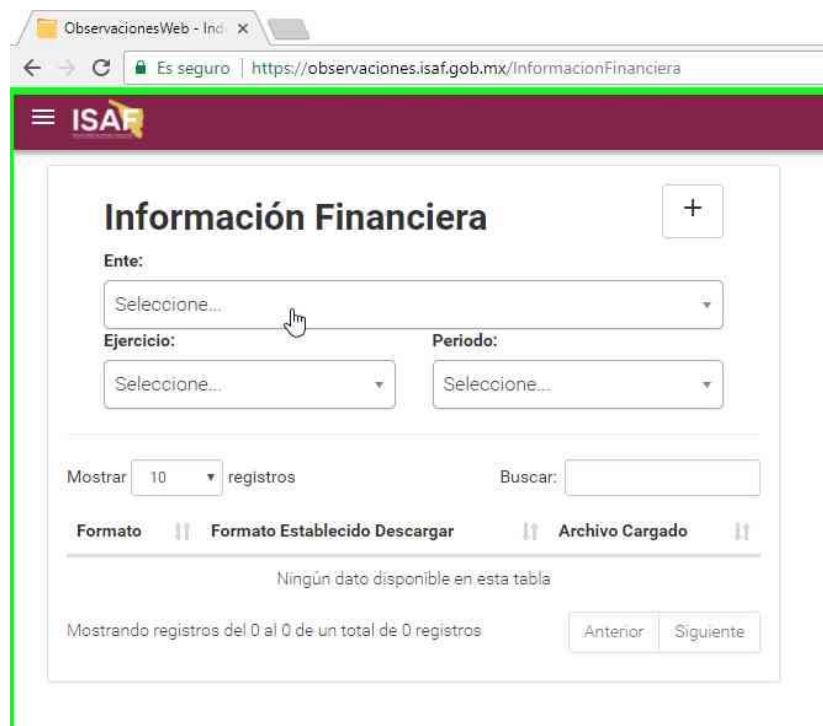 ObservacionesWeb - Ind
Es seguro | https://observaciones.isaf.gob.mx/InformacionFinanciera
ISAF
Información Financiera
+
Ente:
Seleccione...
Ejercicio: Periodo:
Seleccione... Seleccione...
Mostrar 10 registros Buscar:
Formato Formato Establecido Descargar Archivo Cargado
Ningún dato disponible en esta tabla
Mostrando registros del 0 al 0 de un total de 0 registros Anterior Siguiente